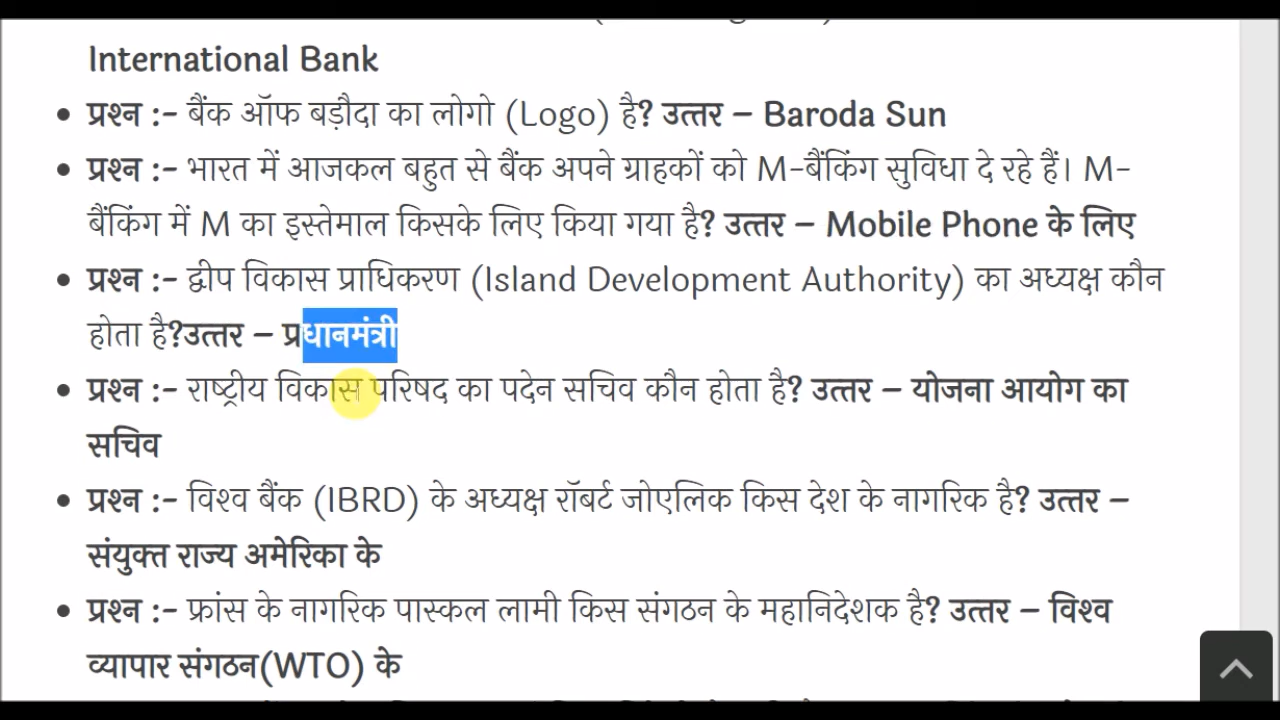 International Bank
• प्रश्न :- बैंक ऑफ बड़ौदा का लोगो (Logo) है? उत्तर – Baroda Sun
• प्रश्न :- भारत में आजकल बहुत से बैंक अपने ग्राहकों को M-बैंकिंग सुविधा दे रहे हैं। M-
बैंकिंग में M का इस्तेमाल किसके लिए किया गया है? उत्तर – Mobile Phone के लिए
• प्रश्न :- द्वीप विकास प्राधिकरण (Island Development Authority) का अध्यक्ष कौन
होता है?उत्तर – प्रधानमंत्री
• प्रश्न :- राष्ट्रीय विकास परिषद का पदेन सचिव कौन होता है? उत्तर – योजना आयोग का
सचिव
• प्रश्न :- विश्व बैंक (IBRD) के अध्यक्ष रॉबर्ट जोएलिक किस देश के नागरिक है? उत्तर –
संयुक्त राज्य अमेरिका के
• प्रश्न :- फ्रांस के नागरिक पास्कल लामी किस संगठन के महानिदेशक है? उत्तर – विश्व
व्यापार संगठन(WTO) के